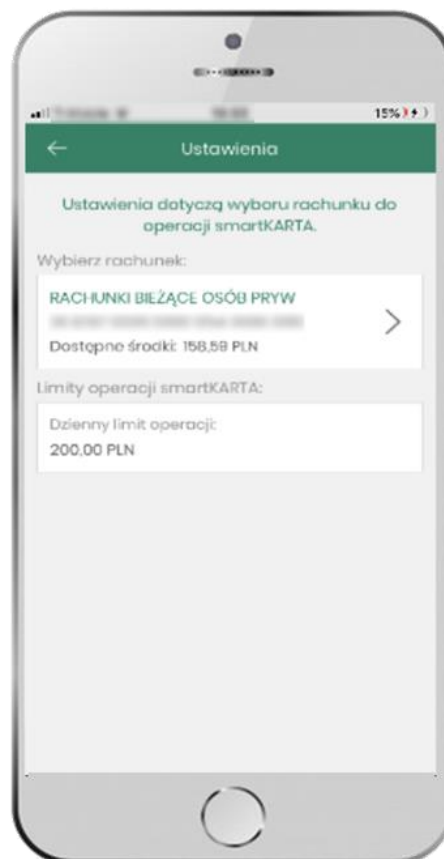 15%
Ustawienia
Ustawienia dotyczą wyboru rachunku do
operacji smartKARTA.
Wybierz rachunek:
RACHUNKI BIEŻĄCE OSÓB PRYW
Dostępne środki: 158,59 PLN
Limity operacji smartKARTA:
Dzienny limit operacji:
200,00 PLN